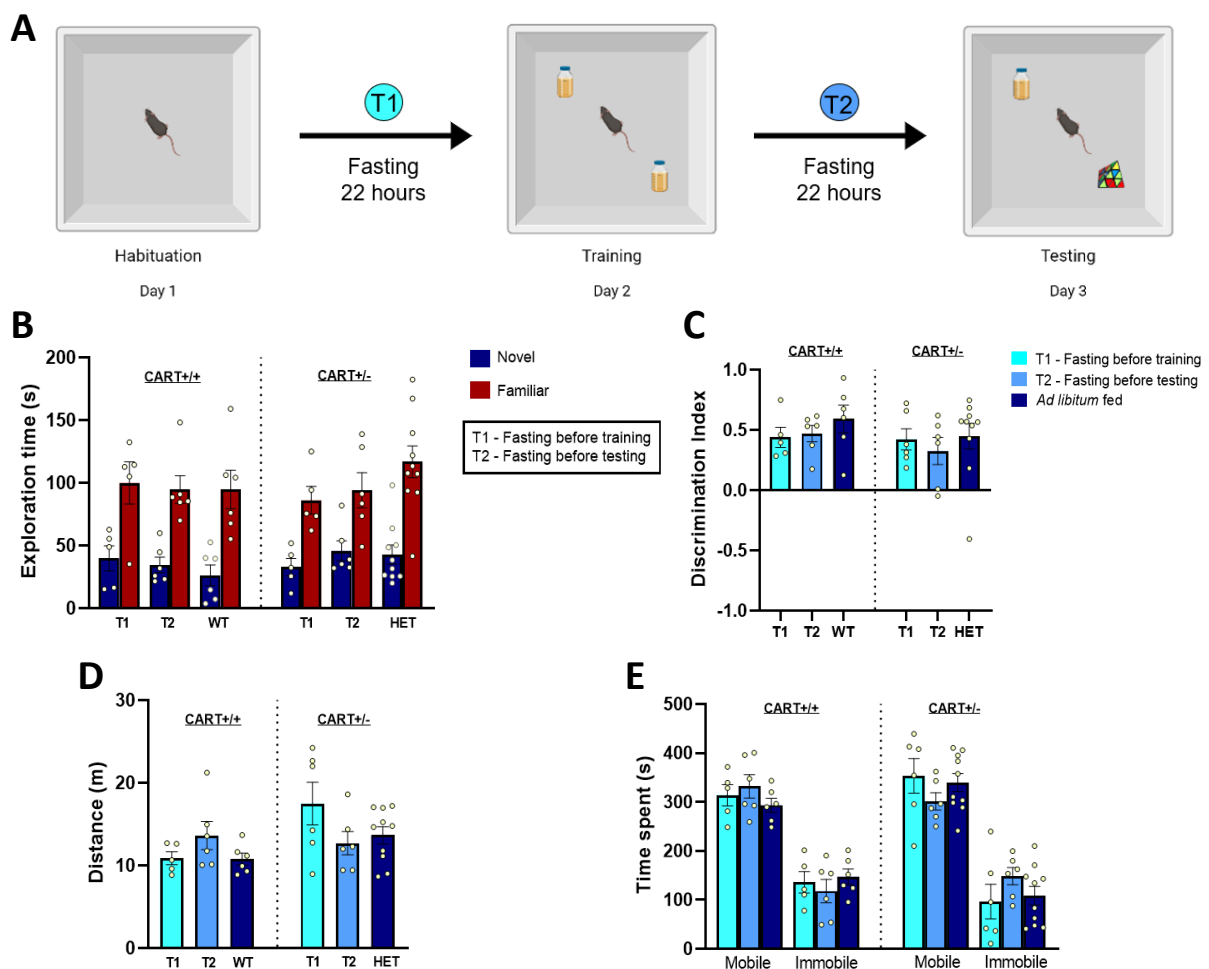 A
T1
T2
Fasting
22 hours
Fasting
22 hours
Habituation
Training
Testing
Day 1
Day 2
Day 3
B
Exploration time (s)
200
150
100
50
0
CART+/+
CART+/-
T1
T2
WT
T1
T2
HET
Novel
Familiar
T1 - Fasting before training
T2 - Fasting before testing
C
Discrimination Index
1.0
0.5
0.0
-0.5
-1.0
CART+/+
CART+/-
T1
T2
WT
T1
T2
HET
T1 - Fasting before training
T2 - Fasting before testing
Ad libitum fed
D
Distance (m)
30
20
10
0
CART+/+
CART+/-
T1
T2
WT
T1
T2
HET
E
Time spent (s)
500
400
300
200
100
0
CART+/+
CART+/-
Mobile
Immobile
Mobile
Immobile